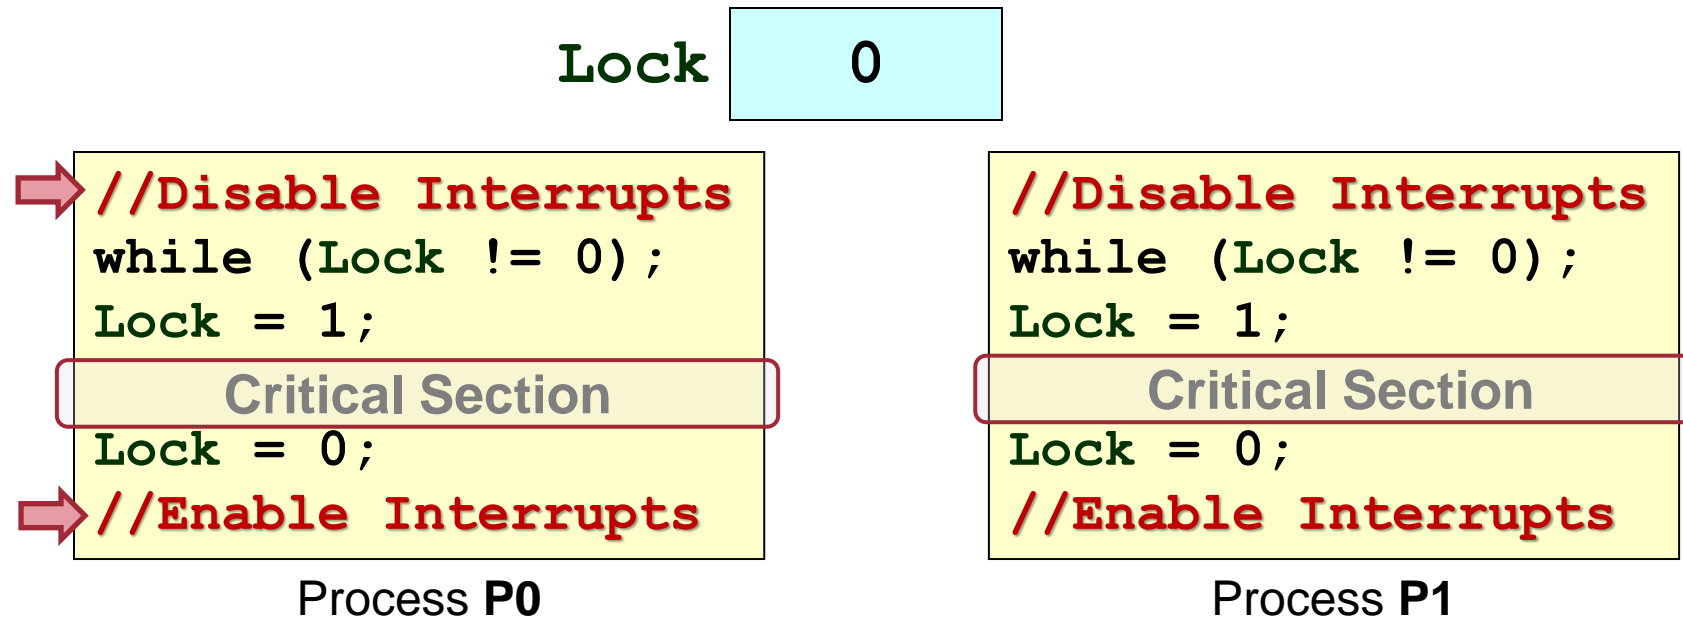 Lock 0
//Disable Interrupts
while (Lock != 0);
Lock = 1;
Critical Section
Lock = 0;
//Enable Interrupts
Process P0
//Disable Interrupts
while (Lock != 0);
Lock = 1;
Critical Section
Lock = 0;
//Enable Interrupts
Process P1